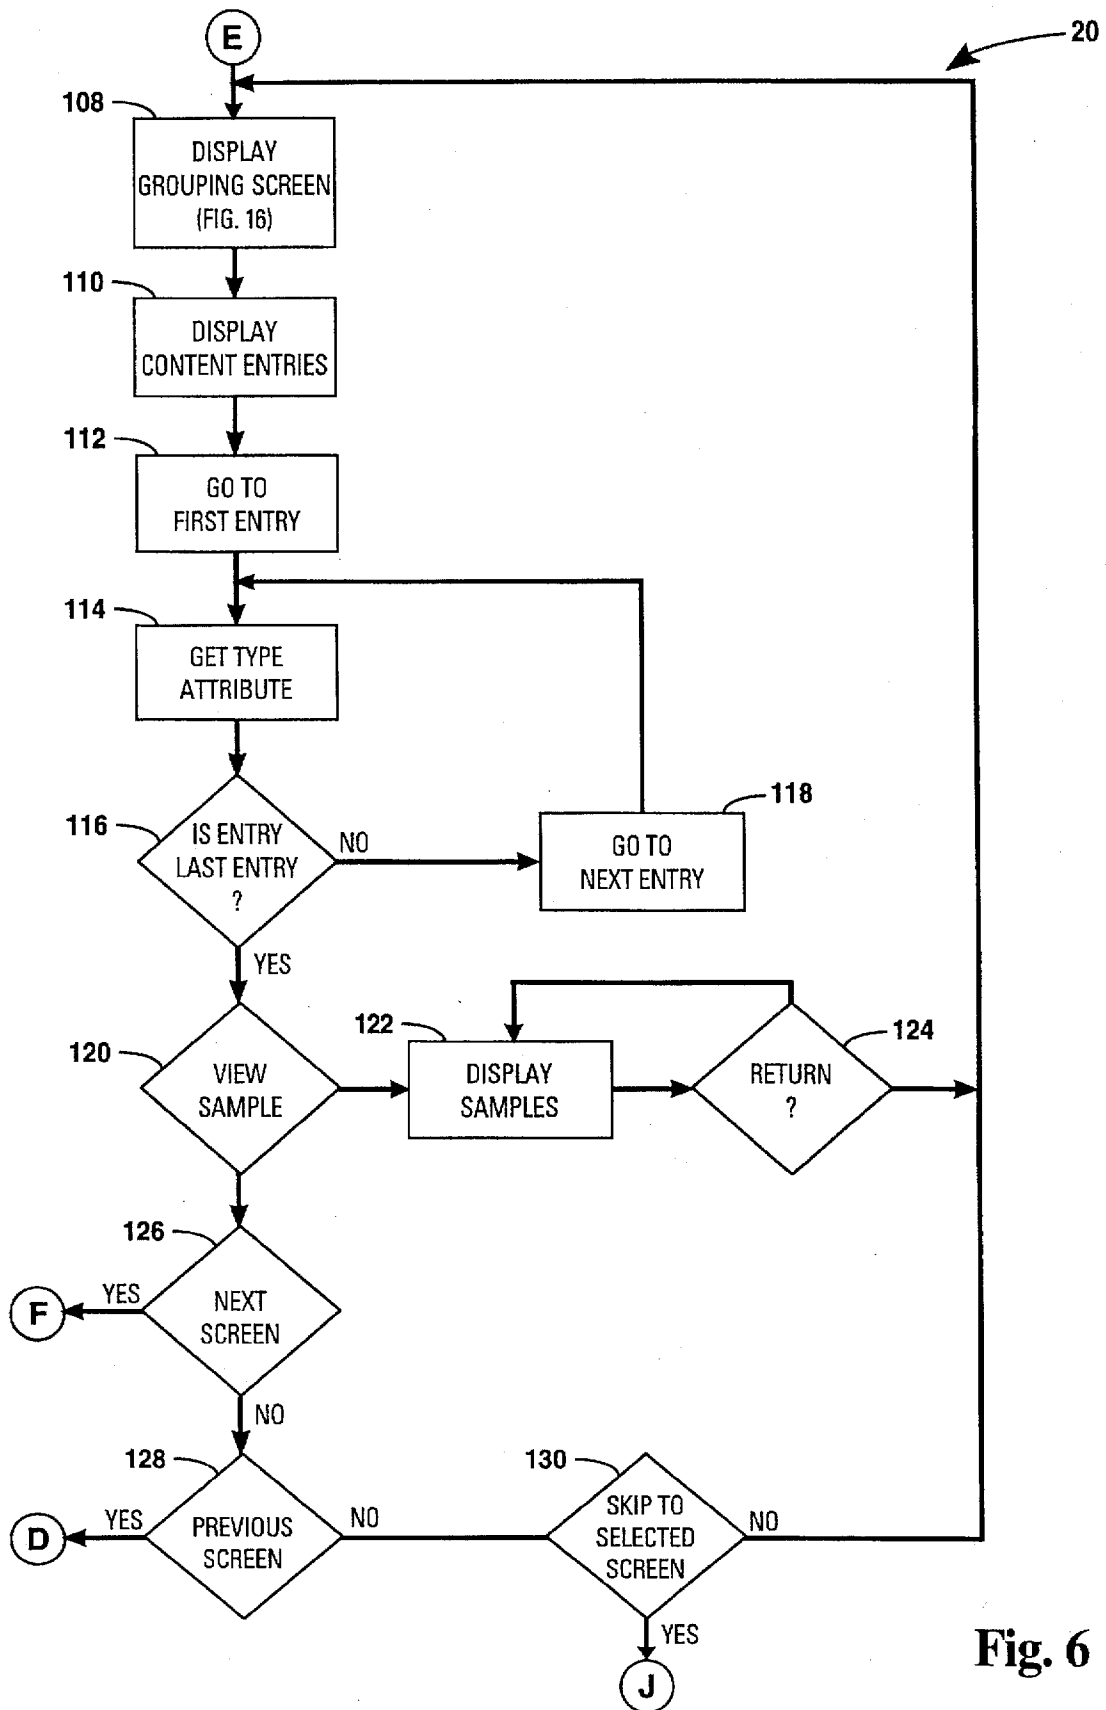 E
20
108
DISPLAY
GROUPING SCREEN
(FIG. 16)
110
DISPLAY
CONTENT ENTRIES
112
GO TO
FIRST ENTRY
114
GET TYPE
ATTRIBUTE
116
IS ENTRY
LAST ENTRY
?
NO
118
GO TO
NEXT ENTRY
YES
120
VIEW
SAMPLE
122
DISPLAY
SAMPLES
124
RETURN
?
126
NEXT
SCREEN
YES
F
NO
128
PREVIOUS
SCREEN
YES
D
NO
130
SKIP TO
SELECTED
SCREEN
NO
YES
J
Fig. 6